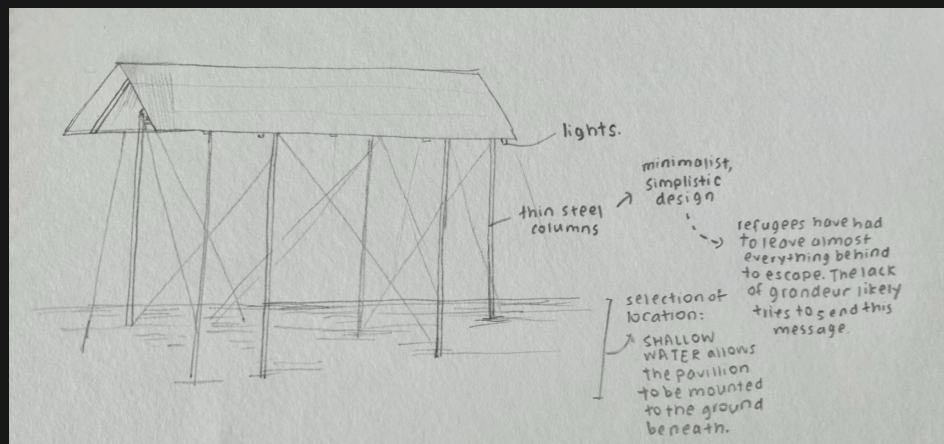 lights.
thin steel
columns
minimalist,
simplistic
design
refugees have had
to leave almost
everything behind
to escape. The lack
of grandeur likely
tries to send this
message.
selection of
location:
SHALLOW
WATER allows
the pavillion
to be mounted
to the ground
beneath.